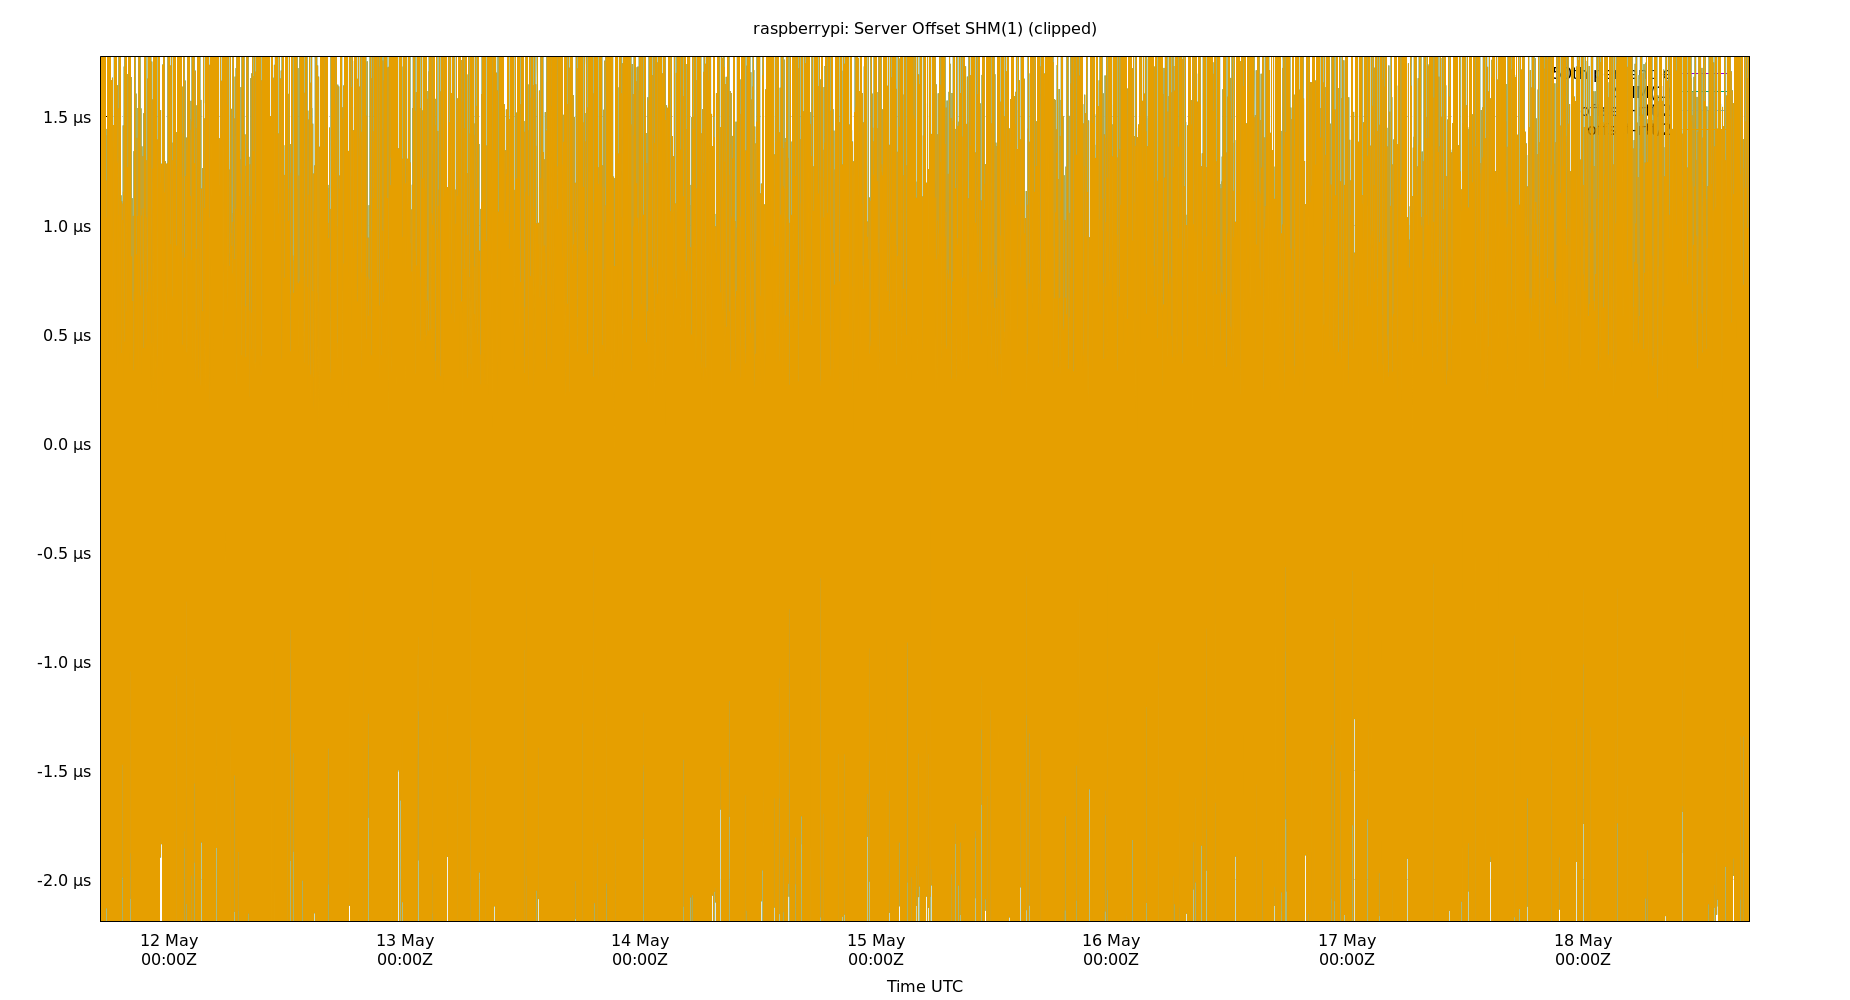 raspberrypi: Server Offset SHM(1) (clipped)
1.5 µs
1.0 µs
0.5 µs
0.0 µs
-0.5 µs
-1.0 µs
-1.5 µs
-2.0 µs
12 May
00:00Z
13 May
00:00Z
14 May
00:00Z
15 May
00:00Z
16 May
00:00Z
17 May
00:00Z
18 May
00:00Z
Time UTC